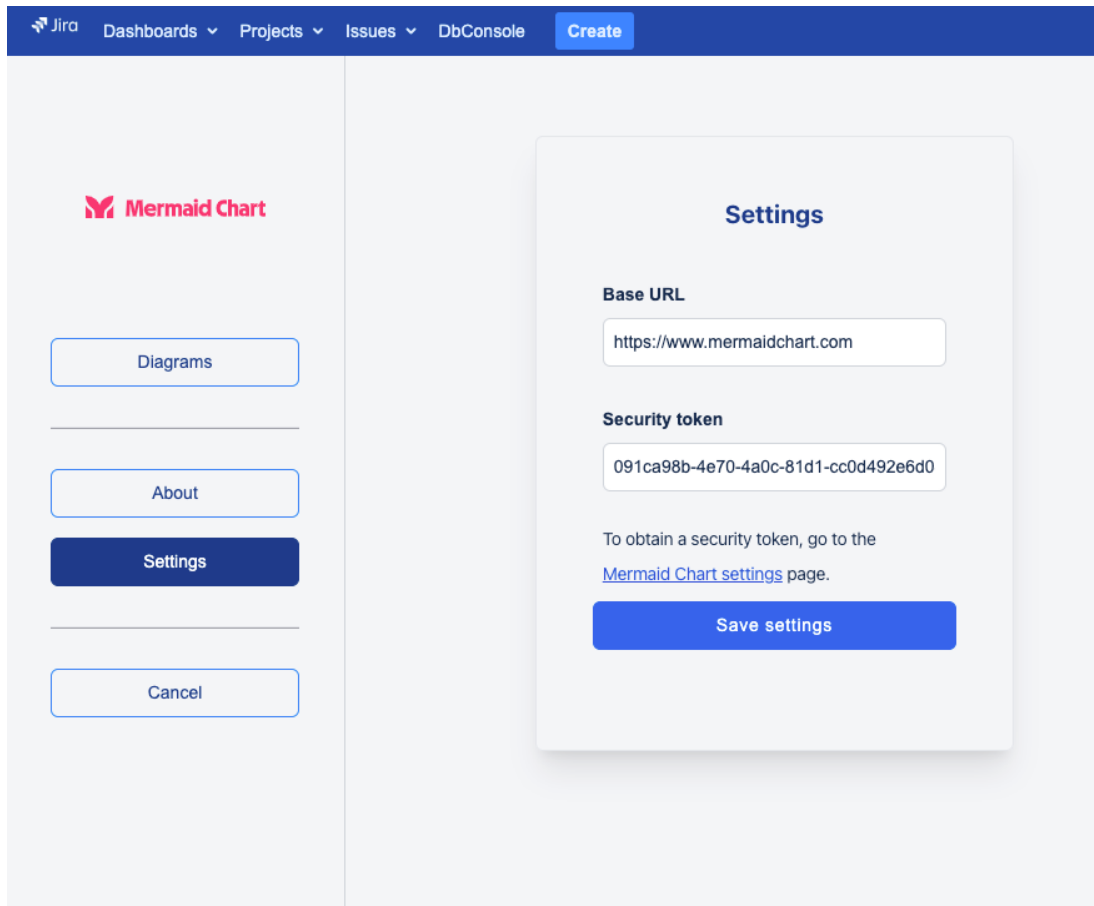 Jira Dashboards Projects Issues DbConsole Create
Mermaid Chart
Diagrams
About
Settings
Cancel
Settings
Base URL
https://www.mermaidchart.com
Security token
091ca98b-4e70-4a0c-81d1-cc0d492e6d0
To obtain a security token, go to the
Mermaid Chart settings page.
Save settings